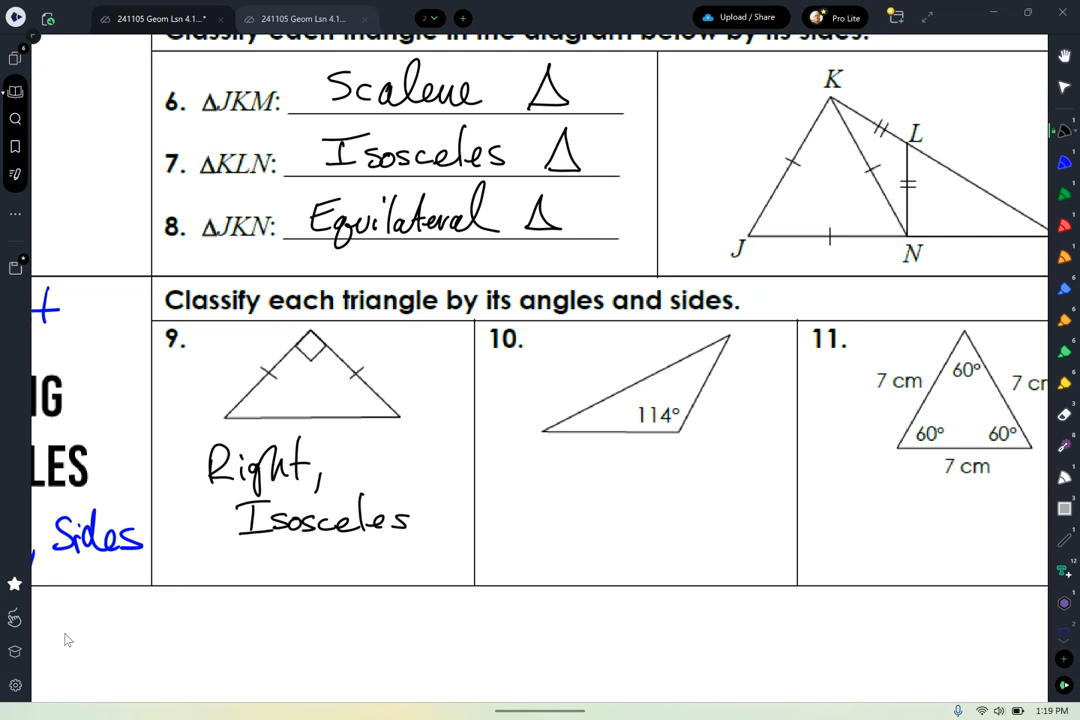 241105 Geom Lsn 4.1...*
241105 Geom Lsn 4.1...
2
Upload / Share
Pro Lite
Classify each triangle in the diagram below by its sides.
6. ΔJKM: Scalene Δ
7. ΔKLN: Isosceles Δ
8. ΔJKN: Equilateral Δ
K
L
J
N
Classify each triangle by its angles and sides.
9.
Right,
Isosceles
10.
114°
11.
7 cm
60°
7 cm
60°
60°
7 cm
+
NG
LES
, Sides
1:19 PM